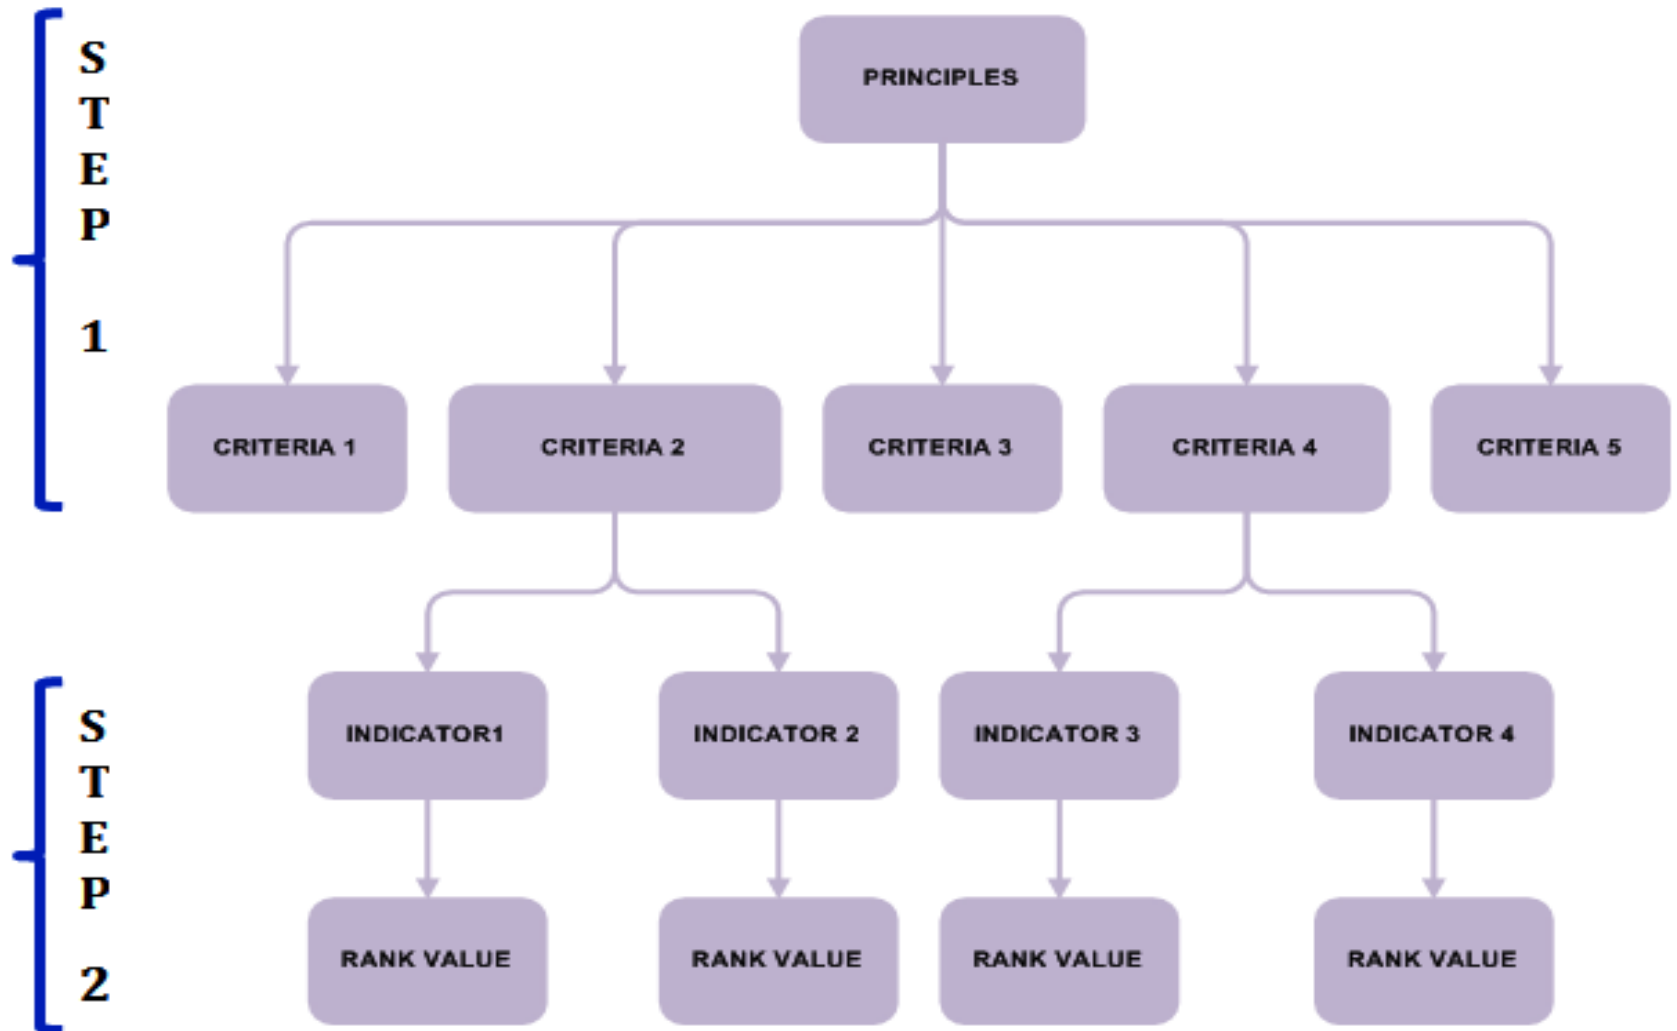 STEP 1
PRINCIPLES
CRITERIA 1
CRITERIA 2
CRITERIA 3
CRITERIA 4
CRITERIA 5
STEP 2
INDICATOR1
INDICATOR 2
INDICATOR 3
INDICATOR 4
RANK VALUE
RANK VALUE
RANK VALUE
RANK VALUE